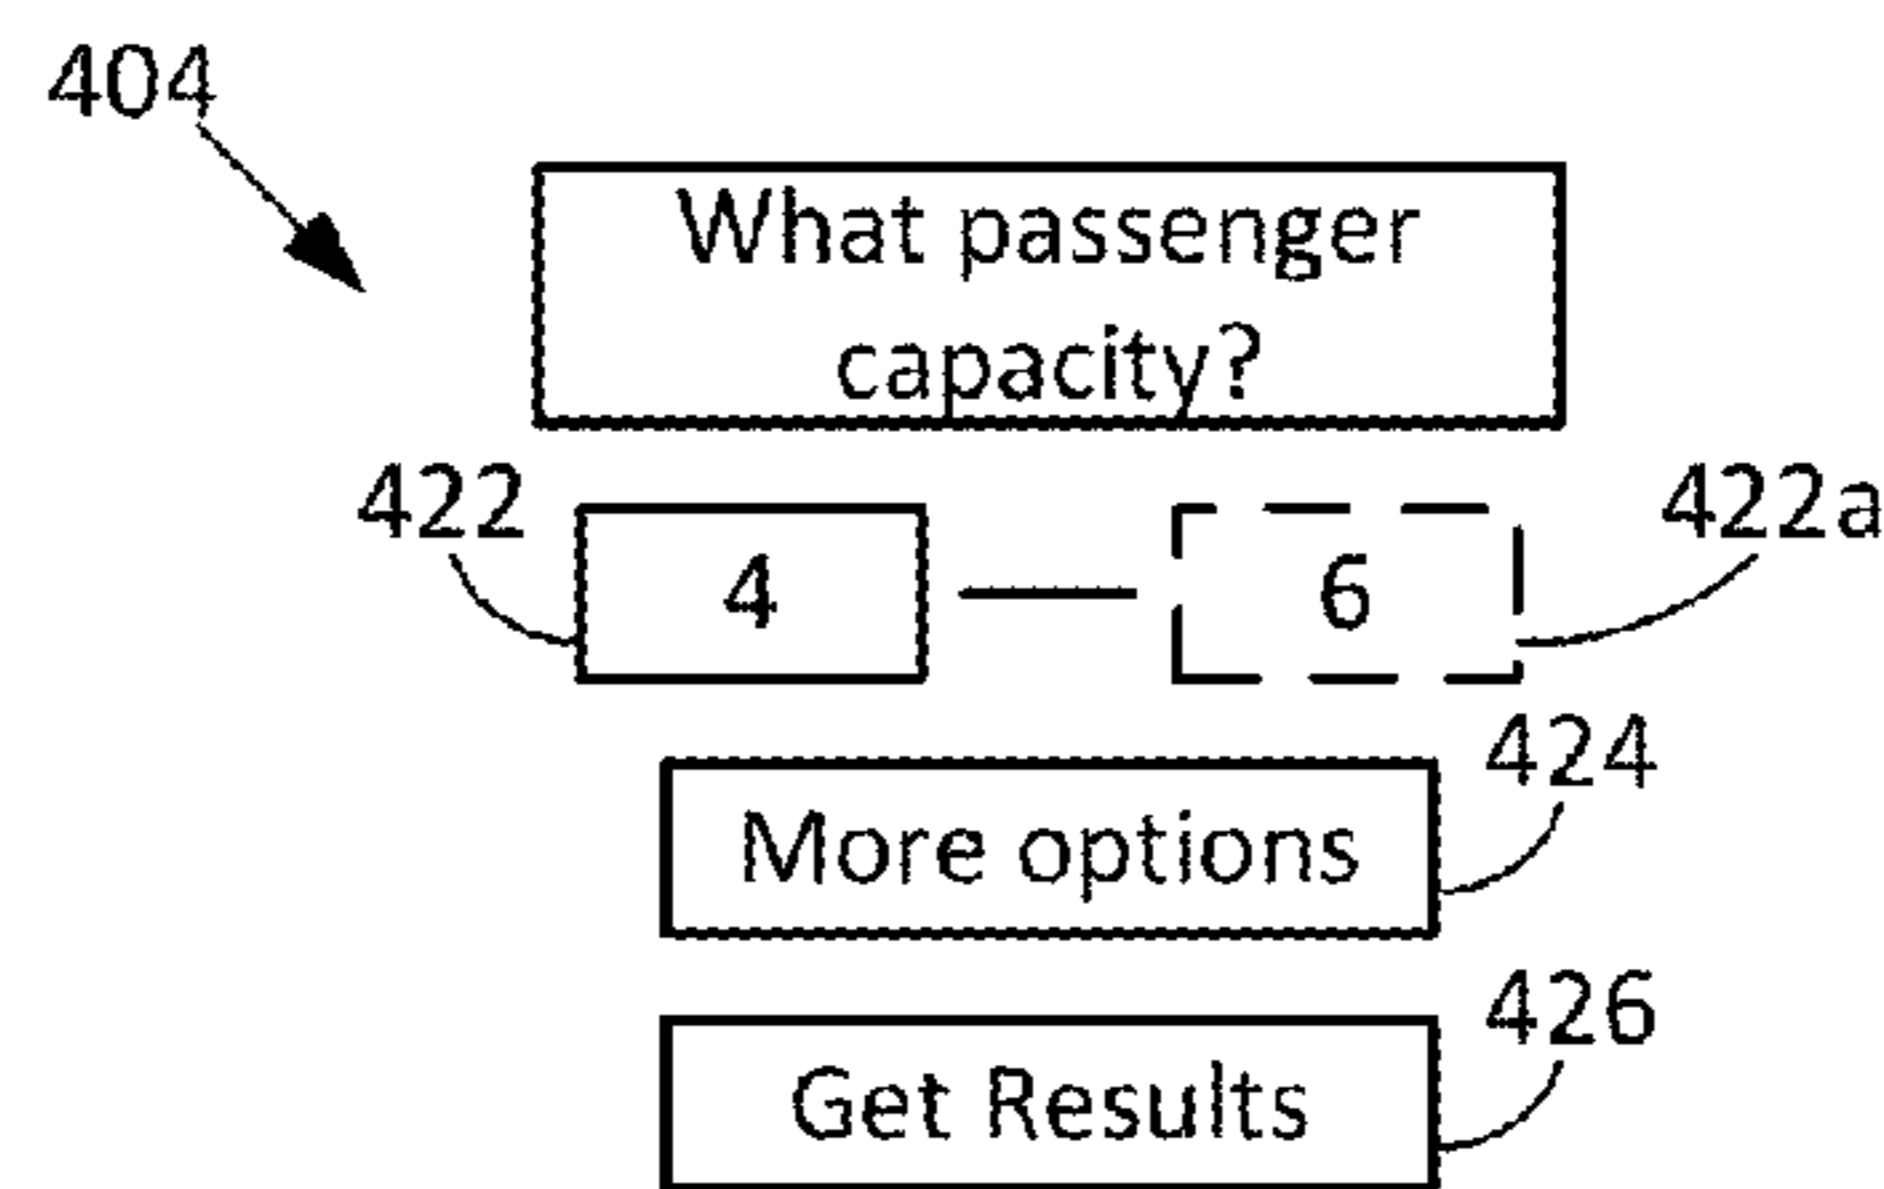 404
What passenger
capacity?
422
4
6
422a
424
More options
426
Get Results